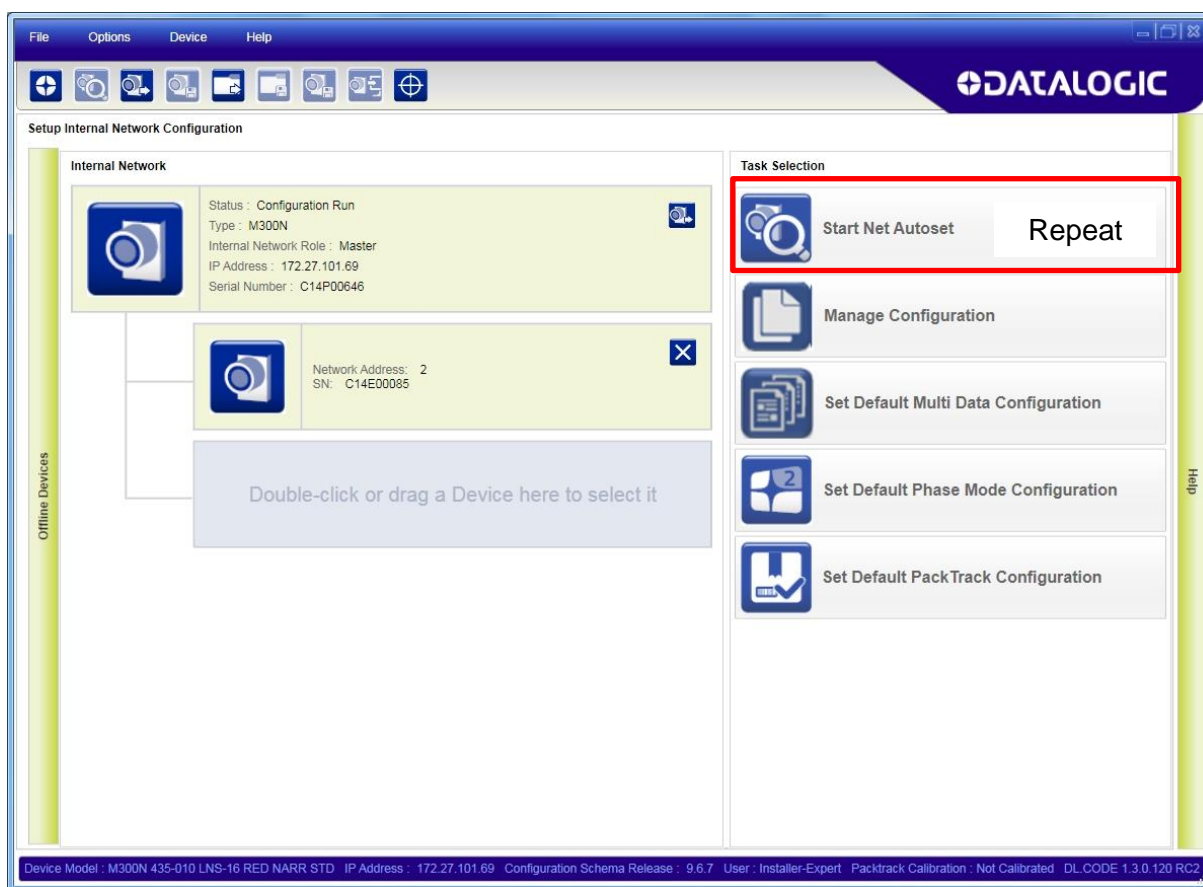 File Options Device Help
DATALOGIC
Setup Internal Network Configuration
Internal Network
Status : Configuration Run
Type : M300N
Internal Network Role : Master
IP Address : 172.27.101.69
Serial Number : C14P00646
Network Address: 2
SN: C14E00085
Double-click or drag a Device here to select it
Offline Devices
Task Selection
Start Net Autoset Repeat
Manage Configuration
Set Default Multi Data Configuration
2
Set Default Phase Mode Configuration
Set Default PackTrack Configuration
Help
Device Model : M300N 435-010 LNS-16 RED NARR STD IP Address : 172.27.101.69 Configuration Schema Release : 9.6.7 User : Installer-Expert Packtrack Calibration : Not Calibrated DL.CODE 1.3.0.120 RC2